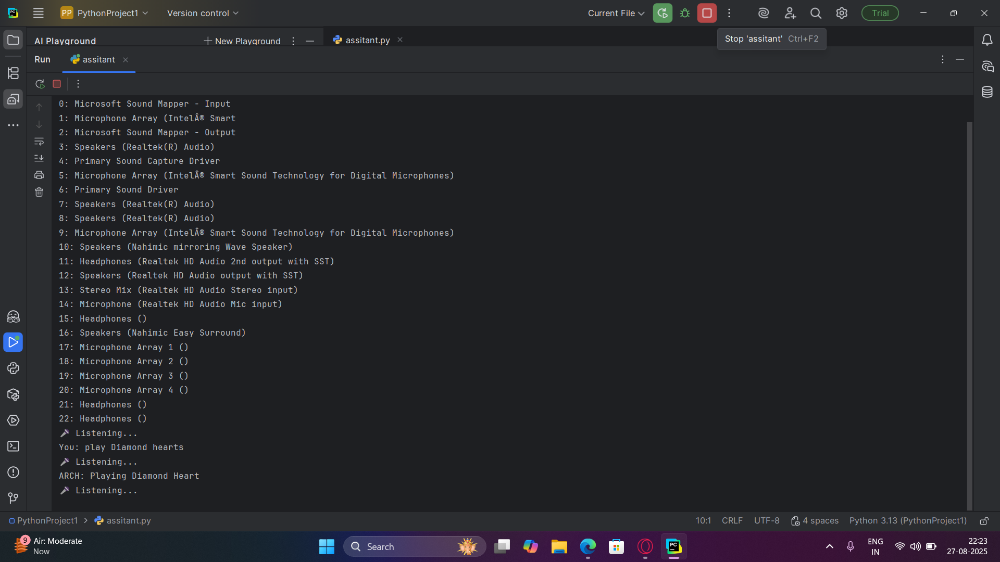 PP PythonProject1
Version control
Current File
Trial
AI Playground
New Playground
assitant.py
Stop 'assitant' Ctrl+F2
Run
assitant
0: Microsoft Sound Mapper - Input
1: Microphone Array (IntelÂ® Smart
2: Microsoft Sound Mapper - Output
3: Speakers (Realtek(R) Audio)
4: Primary Sound Capture Driver
5: Microphone Array (IntelÂ® Smart Sound Technology for Digital Microphones)
6: Primary Sound Driver
7: Speakers (Realtek(R) Audio)
8: Speakers (Realtek(R) Audio)
9: Microphone Array (IntelÂ® Smart Sound Technology for Digital Microphones)
10: Speakers (Nahimic mirroring Wave Speaker)
11: Headphones (Realtek HD Audio 2nd output with SST)
12: Speakers (Realtek HD Audio output with SST)
13: Stereo Mix (Realtek HD Audio Stereo input)
14: Microphone (Realtek HD Audio Mic input)
15: Headphones ()
16: Speakers (Nahimic Easy Surround)
17: Microphone Array 1 ()
18: Microphone Array 2 ()
19: Microphone Array 3 ()
20: Microphone Array 4 ()
21: Headphones ()
22: Headphones ()
🎤 Listening...
You: play Diamond hearts
🎤 Listening...
ARCH: Playing Diamond Heart
🎤 Listening...
PythonProject1 > assitant.py
10:1 CRLF UTF-8 4 spaces Python 3.13 (PythonProject1)
9
Air: Moderate
Now
Search
PC
ENG
IN
22:23
27-08-2025